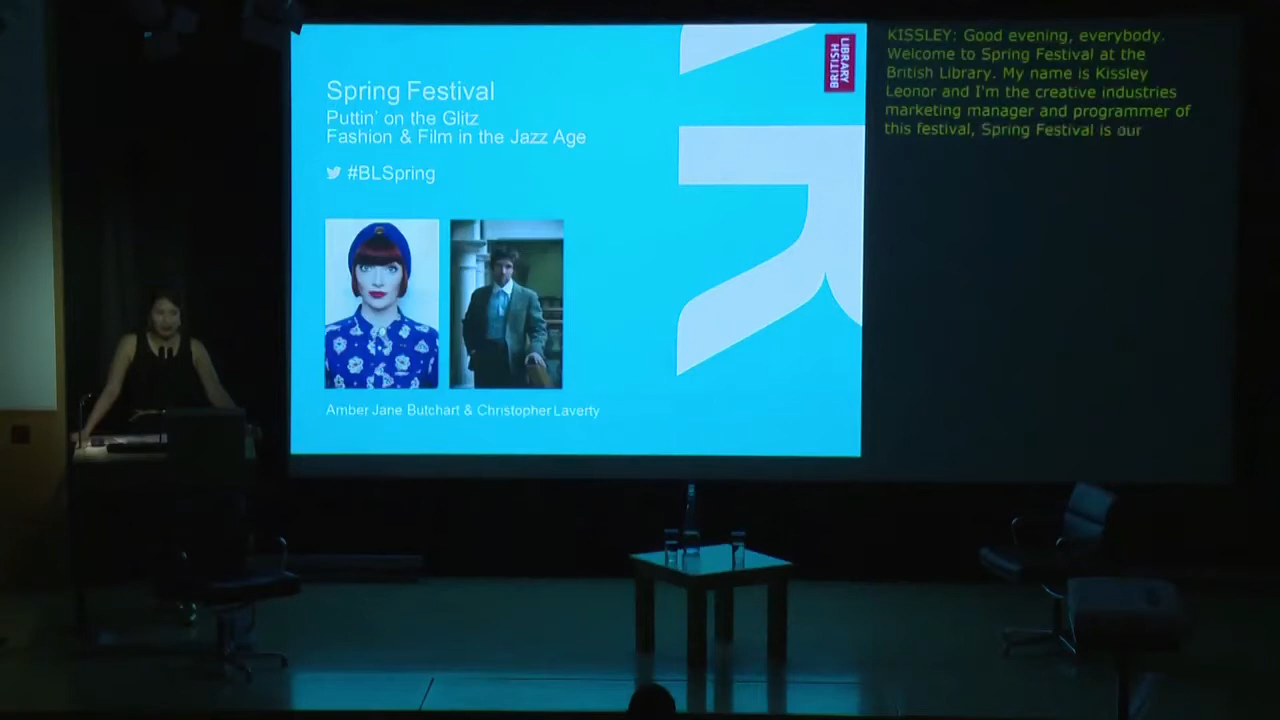 Spring Festival
Puttin' on the Glitz
Fashion & Film in the Jazz Age
#BLSpring
Amber Jane Butchart & Christopher Laverty
LIBRARY
BRITISH
KISSLEY: Good evening, everybody.
Welcome to Spring Festival at the
British Library. My name is Kissley
Leonor and I'm the creative industries
marketing manager and programmer of
this festival, Spring Festival is our